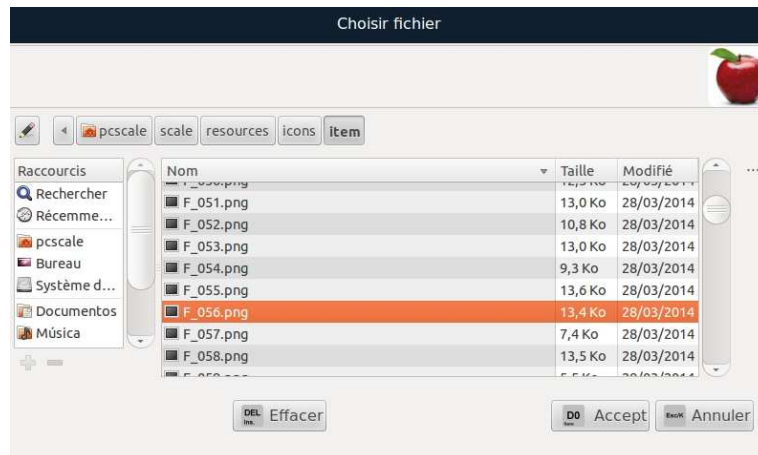 Choisir fichier
pcscale scale resources icons item
Raccourcis
Rechercher
Récemme...
pcscale
Bureau
Système d...
Documentos
Música
Nom Taille Modifié ...
F_051.png 13,0 Ko 28/03/2014
F_052.png 10,8 Ko 28/03/2014
F_053.png 13,0 Ko 28/03/2014
F_054.png 9,3 Ko 28/03/2014
F_055.png 13,6 Ko 28/03/2014
F_056.png 13,4 Ko 28/03/2014
F_057.png 7,4 Ko 28/03/2014
F_058.png 13,5 Ko 28/03/2014
DEL Ins. Effacer D0 Accept Esc/K Annuler